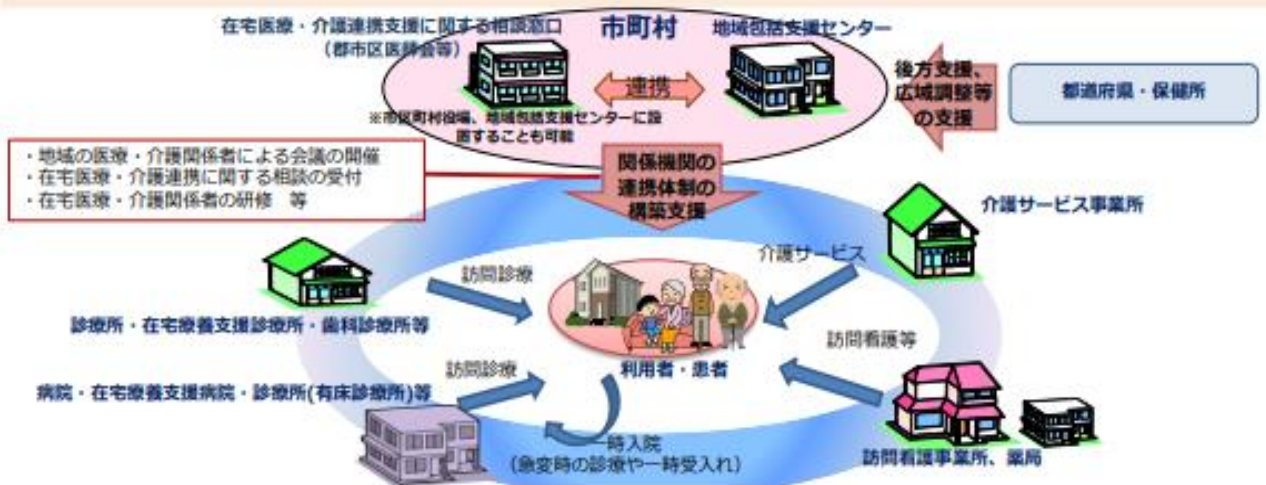 在宅医療・介護連携支援に関する相談窓口
（郡市区医師会等）
市町村
地域包括支援センター
連携
※市区町村役場、地域包括支援センターに設
置することも可能
後方支援、
広域調整等
の支援
都道府県・保健所
・地域の医療・介護関係者による会議の開催
・在宅医療・介護連携に関する相談の受付
・在宅医療・介護関係者の研修　等
関係機関の
連携体制の
構築支援
介護サービス事業所
介護サービス
訪問診療
診療所・在宅療養支援診療所・歯科診療所等
利用者・患者
訪問看護等
訪問診療
病院・在宅療養支援病院・診療所(有床診療所)等
一時入院
（急変時の診療や一時受入れ）
訪問看護事業所、薬局